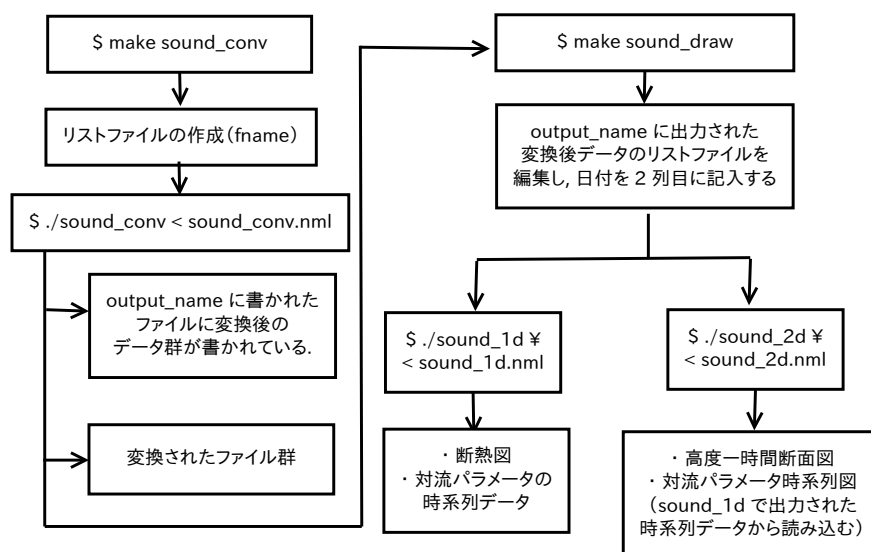 $ make sound_conv
リストファイルの作成(fname)
$ ./sound_conv < sound_conv.nml
output_name に書かれた
ファイルに変換後の
データ群が書かれている.
変換されたファイル群
$ make sound_draw
output_name に出力された
変換後データのリストファイルを
編集し, 日付を 2 列目に記入する
$ ./sound_1d ¥
< sound_1d.nml
・断熱図
・対流パラメータの
時系列データ
$ ./sound_2d ¥
< sound_2d.nml
・高度ー時間断面図
・対流パラメータ時系列図
(sound_1d で出力された
時系列データから読み込む)